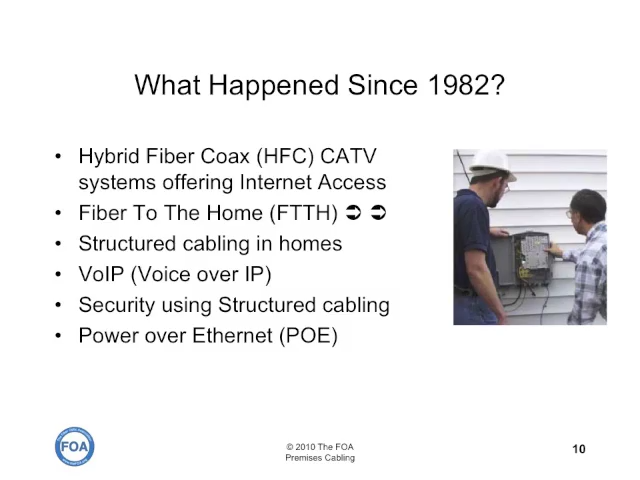 What Happened Since 1982?
• Hybrid Fiber Coax (HFC) CATV
systems offering Internet Access
• Fiber To The Home (FTTH) ➲ ➲
• Structured cabling in homes
• VoIP (Voice over IP)
• Security using Structured cabling
• Power over Ethernet (POE)
FOA
© 2010 The FOA
Premises Cabling
10